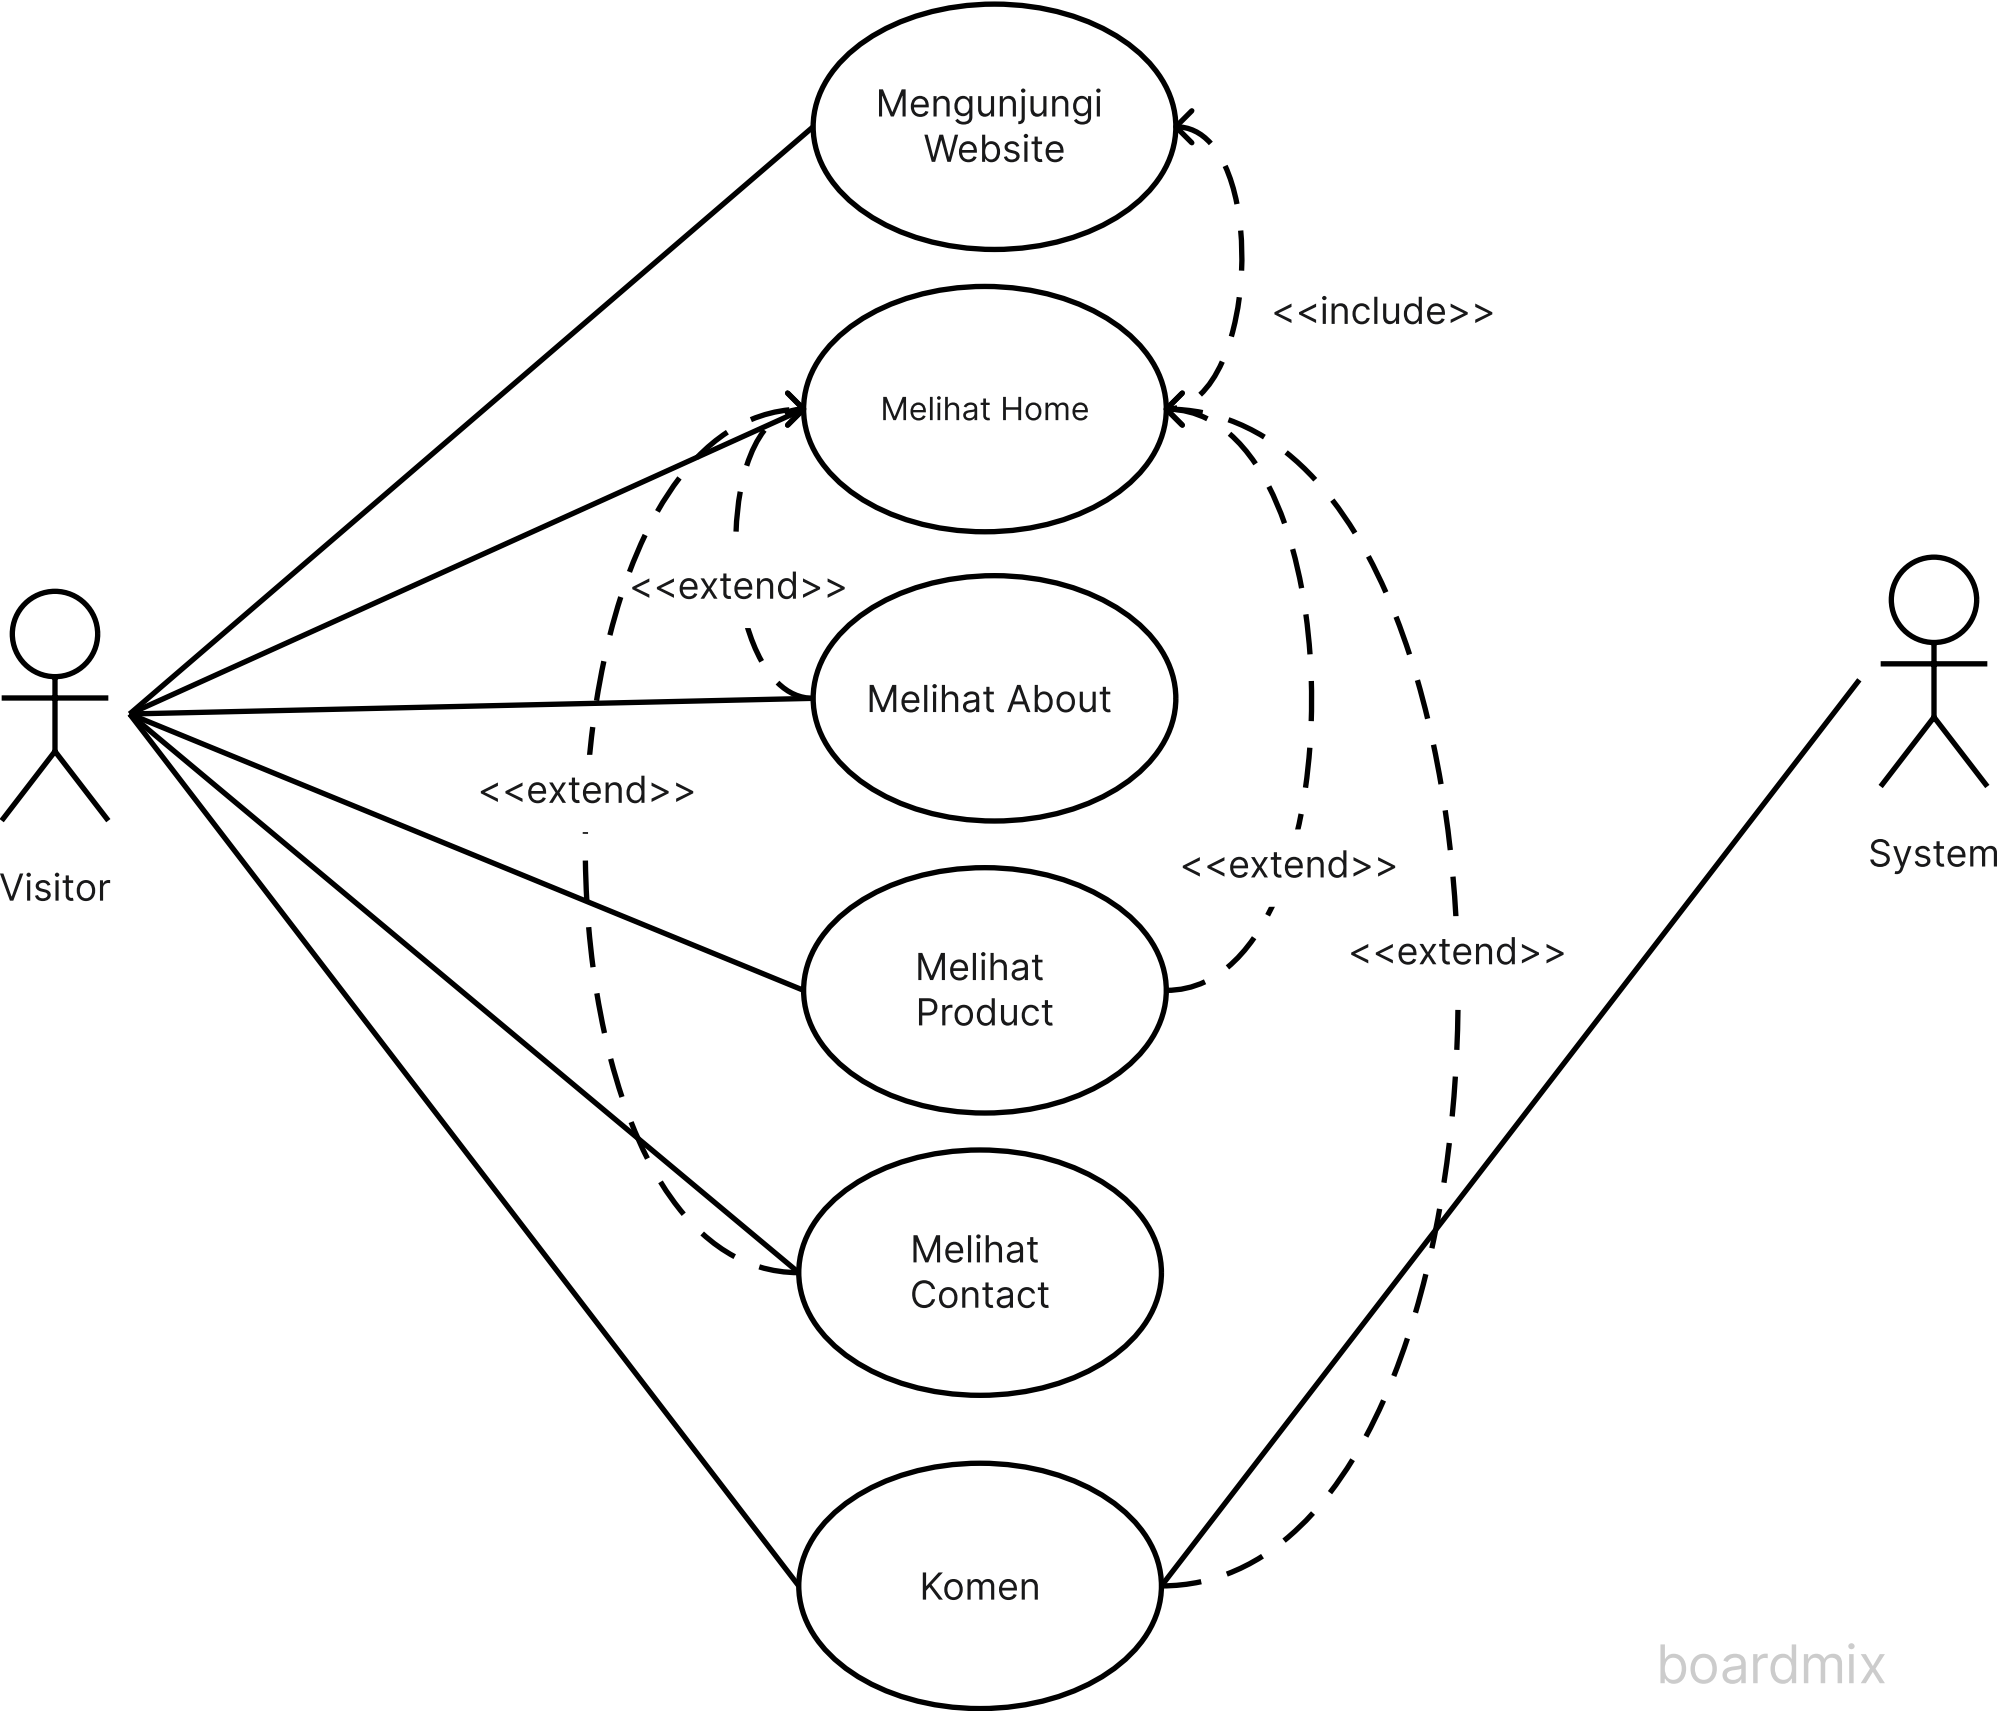 Mengunjungi
Website
<<include>>
Melihat Home
<<extend>>
Melihat About
<<extend>>
System
<<extend>>
Visitor
<<extend>>
Melihat
Product
Melihat
Contact
Komen
boardmix